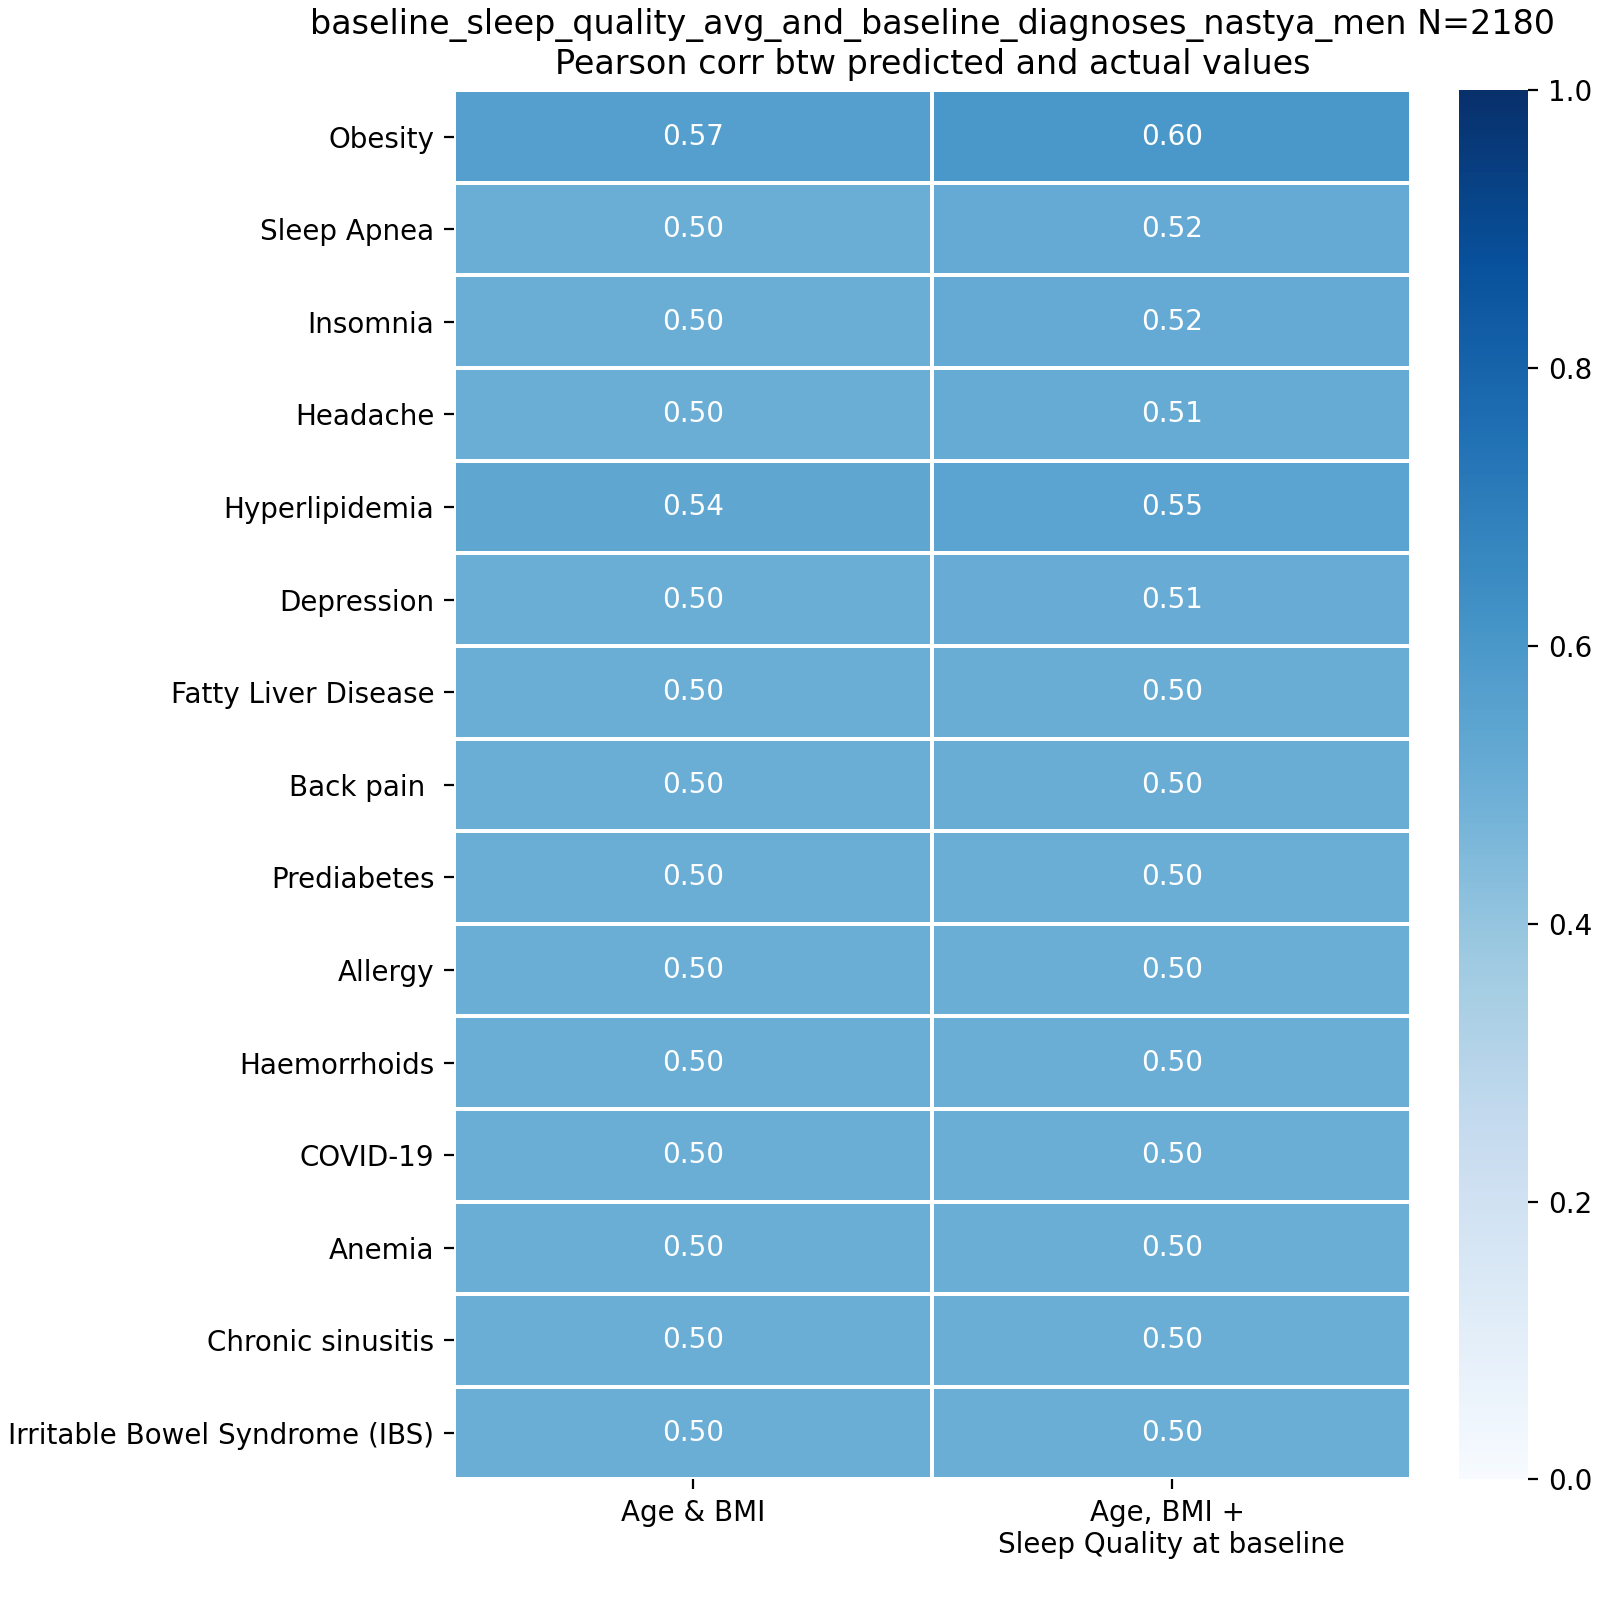 baseline_sleep_quality_avg_and_baseline_diagnoses_nastya_men N=2180
Pearson corr btw predicted and actual values
Obesity 0.57 0.60
Sleep Apnea 0.50 0.52
Insomnia 0.50 0.52
Headache 0.50 0.51
Hyperlipidemia 0.54 0.55
Depression 0.50 0.51
Fatty Liver Disease 0.50 0.50
Back pain 0.50 0.50
Prediabetes 0.50 0.50
Allergy 0.50 0.50
Haemorrhoids 0.50 0.50
COVID-19 0.50 0.50
Anemia 0.50 0.50
Chronic sinusitis 0.50 0.50
Irritable Bowel Syndrome (IBS) 0.50 0.50
Age & BMI
Age, BMI +
Sleep Quality at baseline
1.0
0.8
0.6
0.4
0.2
0.0